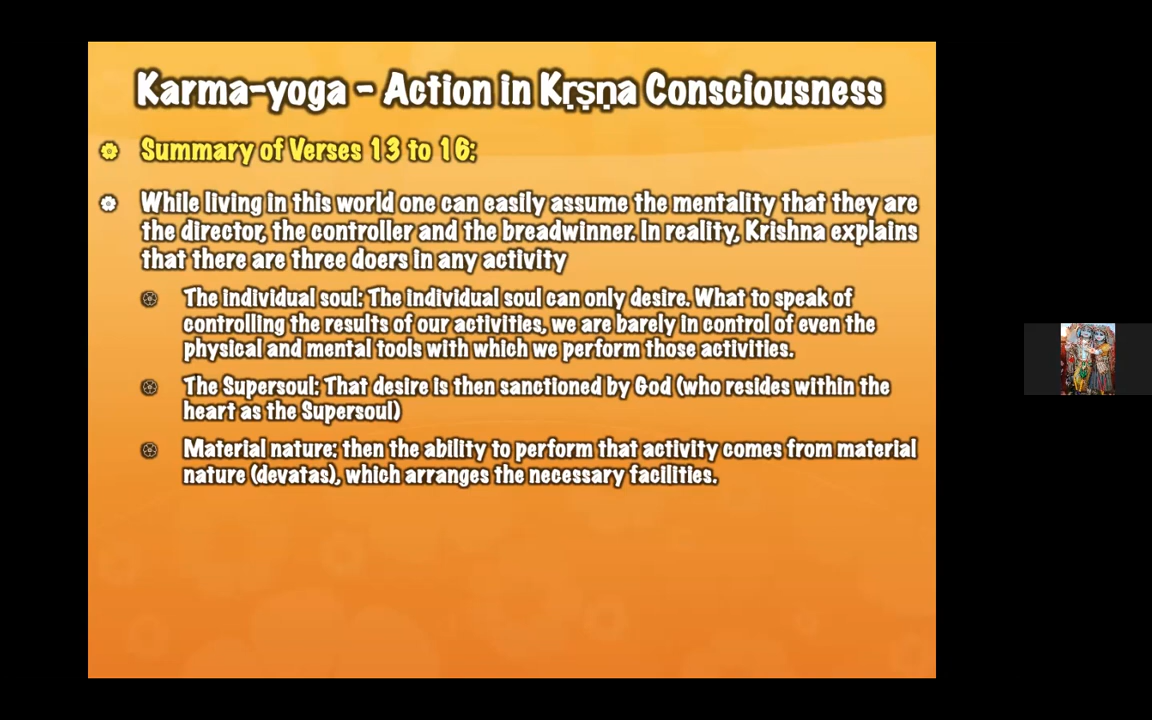 Karma-yoga - Action in Kṛṣṇa Consciousness
Summary of Verses 13 to 16:
While living in this world one can easily assume the mentality that they are
the director, the controller and the breadwinner. In reality, Krishna explains
that there are three doers in any activity
The individual soul: The individual soul can only desire. What to speak of
controlling the results of our activities, we are barely in control of even the
physical and mental tools with which we perform those activities.
The Supersoul: That desire is then sanctioned by God (who resides within the
heart as the Supersoul)
Material nature: then the ability to perform that activity comes from material
nature (devatas), which arranges the necessary facilities.